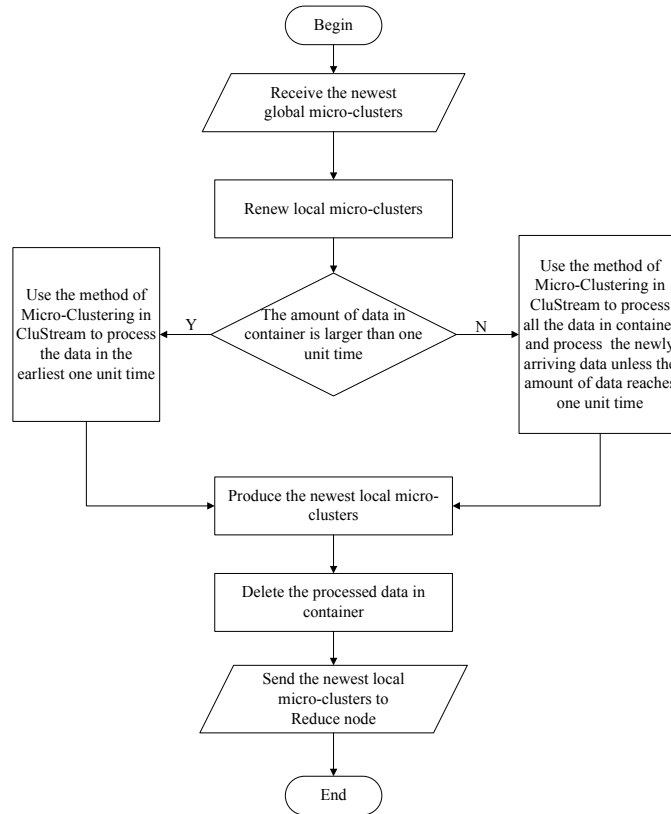 Begin
Receive the newest
global micro-clusters
Renew local micro-clusters
The amount of data in
container is larger than one
unit time
Y
N
Use the method of
Micro-Clustering in
CluStream to process
the data in the
earliest one unit time
Use the method of
Micro-Clustering in
CluStream to process
all the data in container
and process the newly
arriving data unless the
amount of data reaches
one unit time
Produce the newest local micro-
clusters
Delete the processed data in
container
Send the newest local
micro-clusters to
Reduce node
End